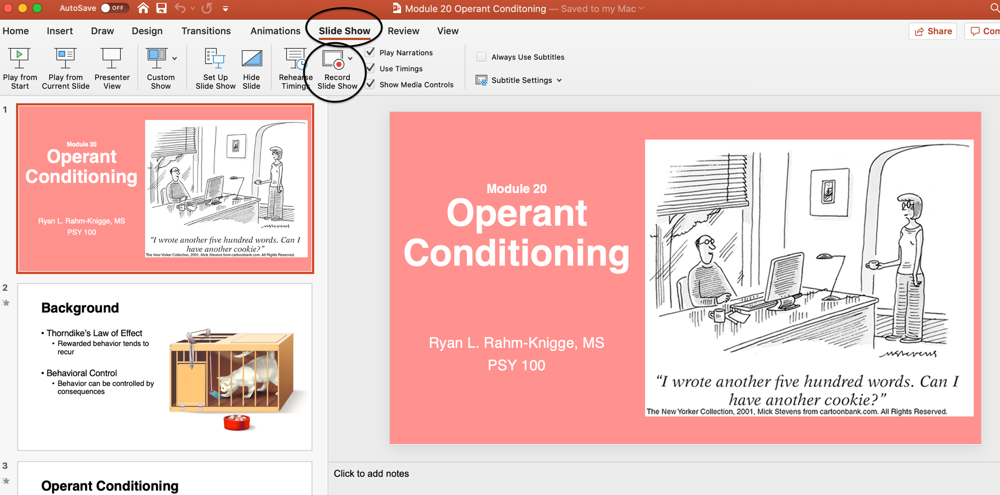 AutoSave OFF
Module 20 Operant Conditoning — Saved to my Mac
Home Insert Draw Design Transitions Animations Slide Show Review View
Share
Com
Play from
Start
Play from
Current Slide
Presenter
View
Custom
Show
Set Up
Slide Show
Hide
Slide
Rehearse
Timings
Record
Slide Show
Play Narrations
Use Timings
Show Media Controls
Always Use Subtitles
Subtitle Settings
1
Module 20
Operant
Conditioning
Ryan L. Rahm-Knigge, MS
PSY 100
“I wrote another five hundred words. Can I
have another cookie?”
The New Yorker Collection, 2001, Mick Stevens from cartoonbank.com. All Rights Reserved.
2
Background
• Thorndike’s Law of Effect
• Rewarded behavior tends to
recur
• Behavioral Control
• Behavior can be controlled by
consequences
3
Operant Conditioning
Module 20
Operant
Conditioning
Ryan L. Rahm-Knigge, MS
PSY 100
“I wrote another five hundred words. Can I
have another cookie?”
The New Yorker Collection, 2001, Mick Stevens from cartoonbank.com. All Rights Reserved.
Click to add notes